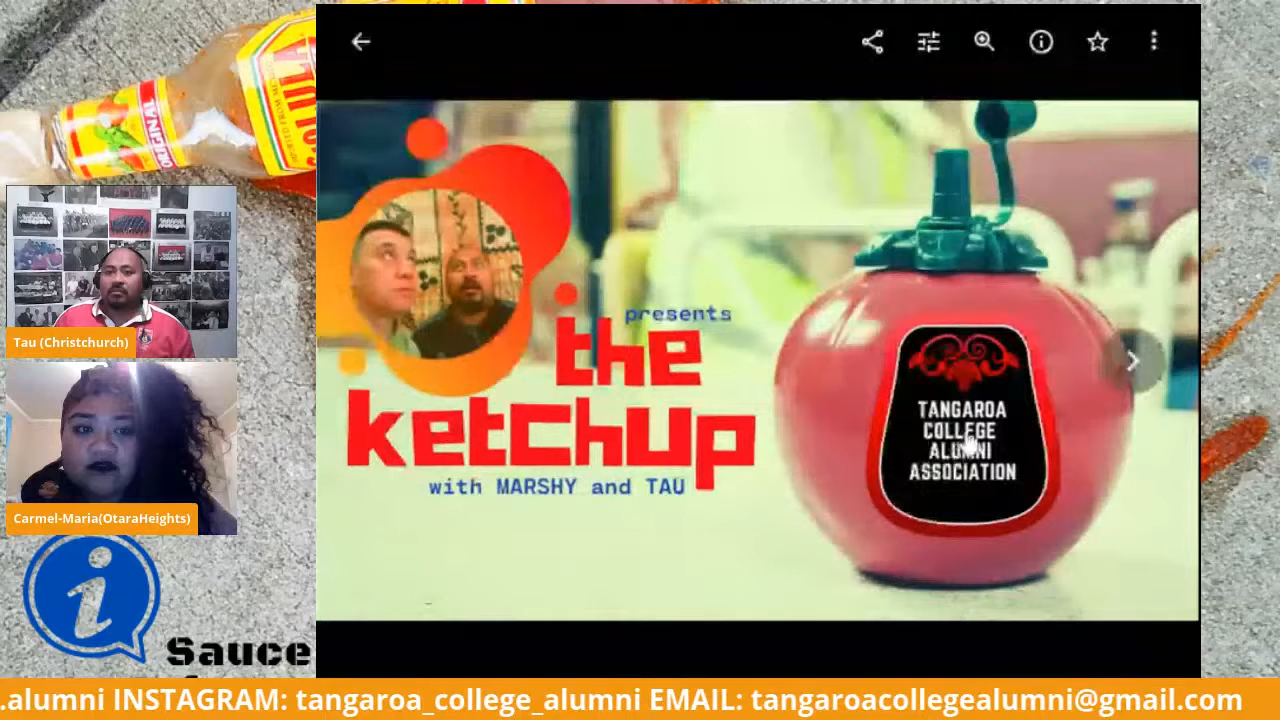 ORIGINAL
Tau (Christchurch)
Carmel-Maria(OtaraHeights)
presents
the
ketchup
with MARSHY and TAU
TANGAROA
COLLEGE
ALUMNI
ASSOCIATION
i
Sauce
.alumni INSTAGRAM: tangaroa_college_alumni EMAIL: tangaroacollegealumni@gmail.com